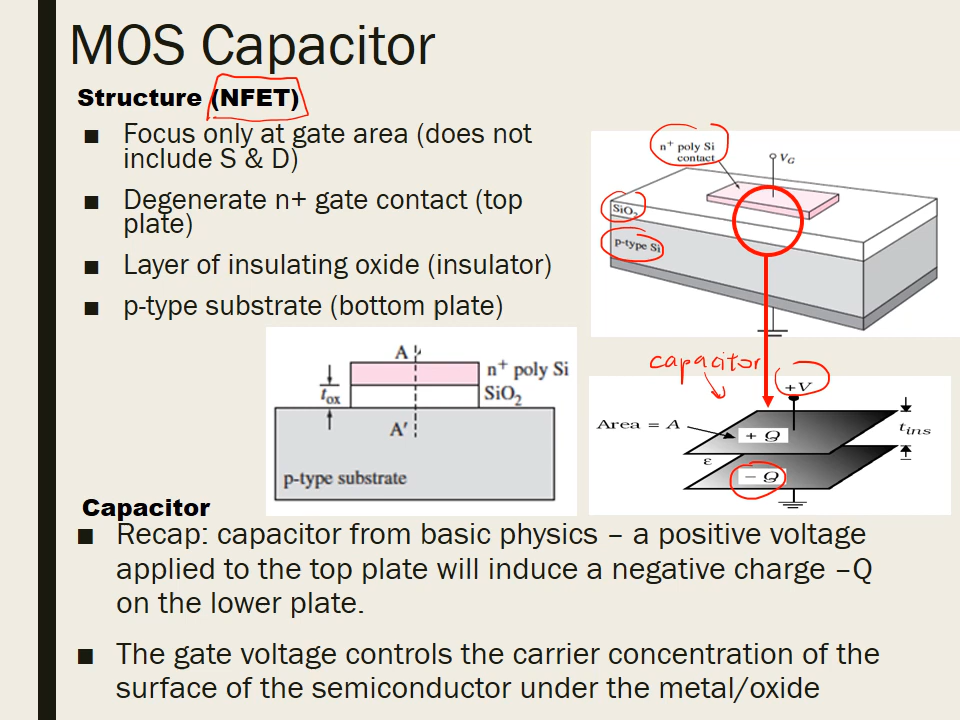 MOS Capacitor
Structure (NFET)
■ Focus only at gate area (does not
include S & D)
■ Degenerate n+ gate contact (top
plate)
■ Layer of insulating oxide (insulator)
■ p-type substrate (bottom plate)
n⁺ poly Si
contact
V_G
SiO₂
p-type Si
A
n⁺ poly Si
SiO₂
t_ox
A'
p-type substrate
capacitor
+V
Area = A
+ Q
t_ins
ε
− Q
Capacitor
■ Recap: capacitor from basic physics – a positive voltage
applied to the top plate will induce a negative charge –Q
on the lower plate.
■ The gate voltage controls the carrier concentration of the
surface of the semiconductor under the metal/oxide